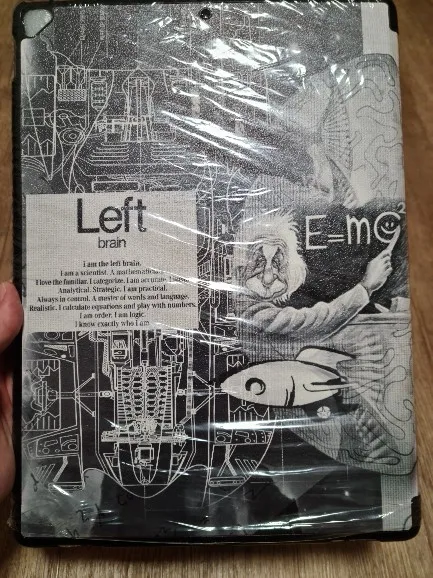 Left
brain
I am the left brain.
I am a scientist. A mathematician.
I love the familiar. I categorize. I am accurate. Linear.
Analytical. Strategic. I am practical.
Always in control. A master of words and language.
Realistic. I calculate equations and play with numbers.
I am order. I am logic.
I know exactly who I am.
E=mc²